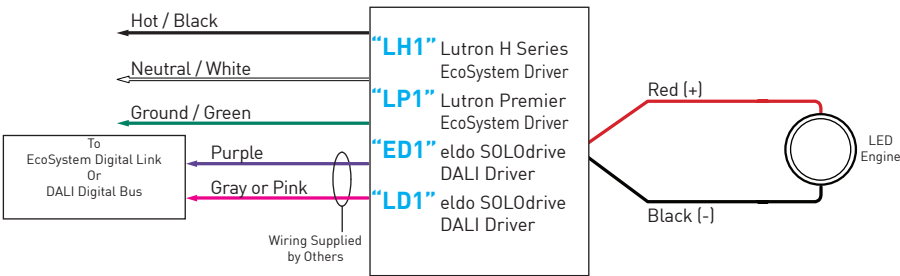 Hot / Black
Neutral / White
Ground / Green
To
EcoSystem Digital Link
Or
DALI Digital Bus
Purple
Gray or Pink
Wiring Supplied
by Others
“LH1” Lutron H Series
EcoSystem Driver
“LP1” Lutron Premier
EcoSystem Driver
“ED1” eldo SOLOdrive
DALI Driver
“LD1” eldo SOLOdrive
DALI Driver
Red (+)
Black (-)
LED
Engine